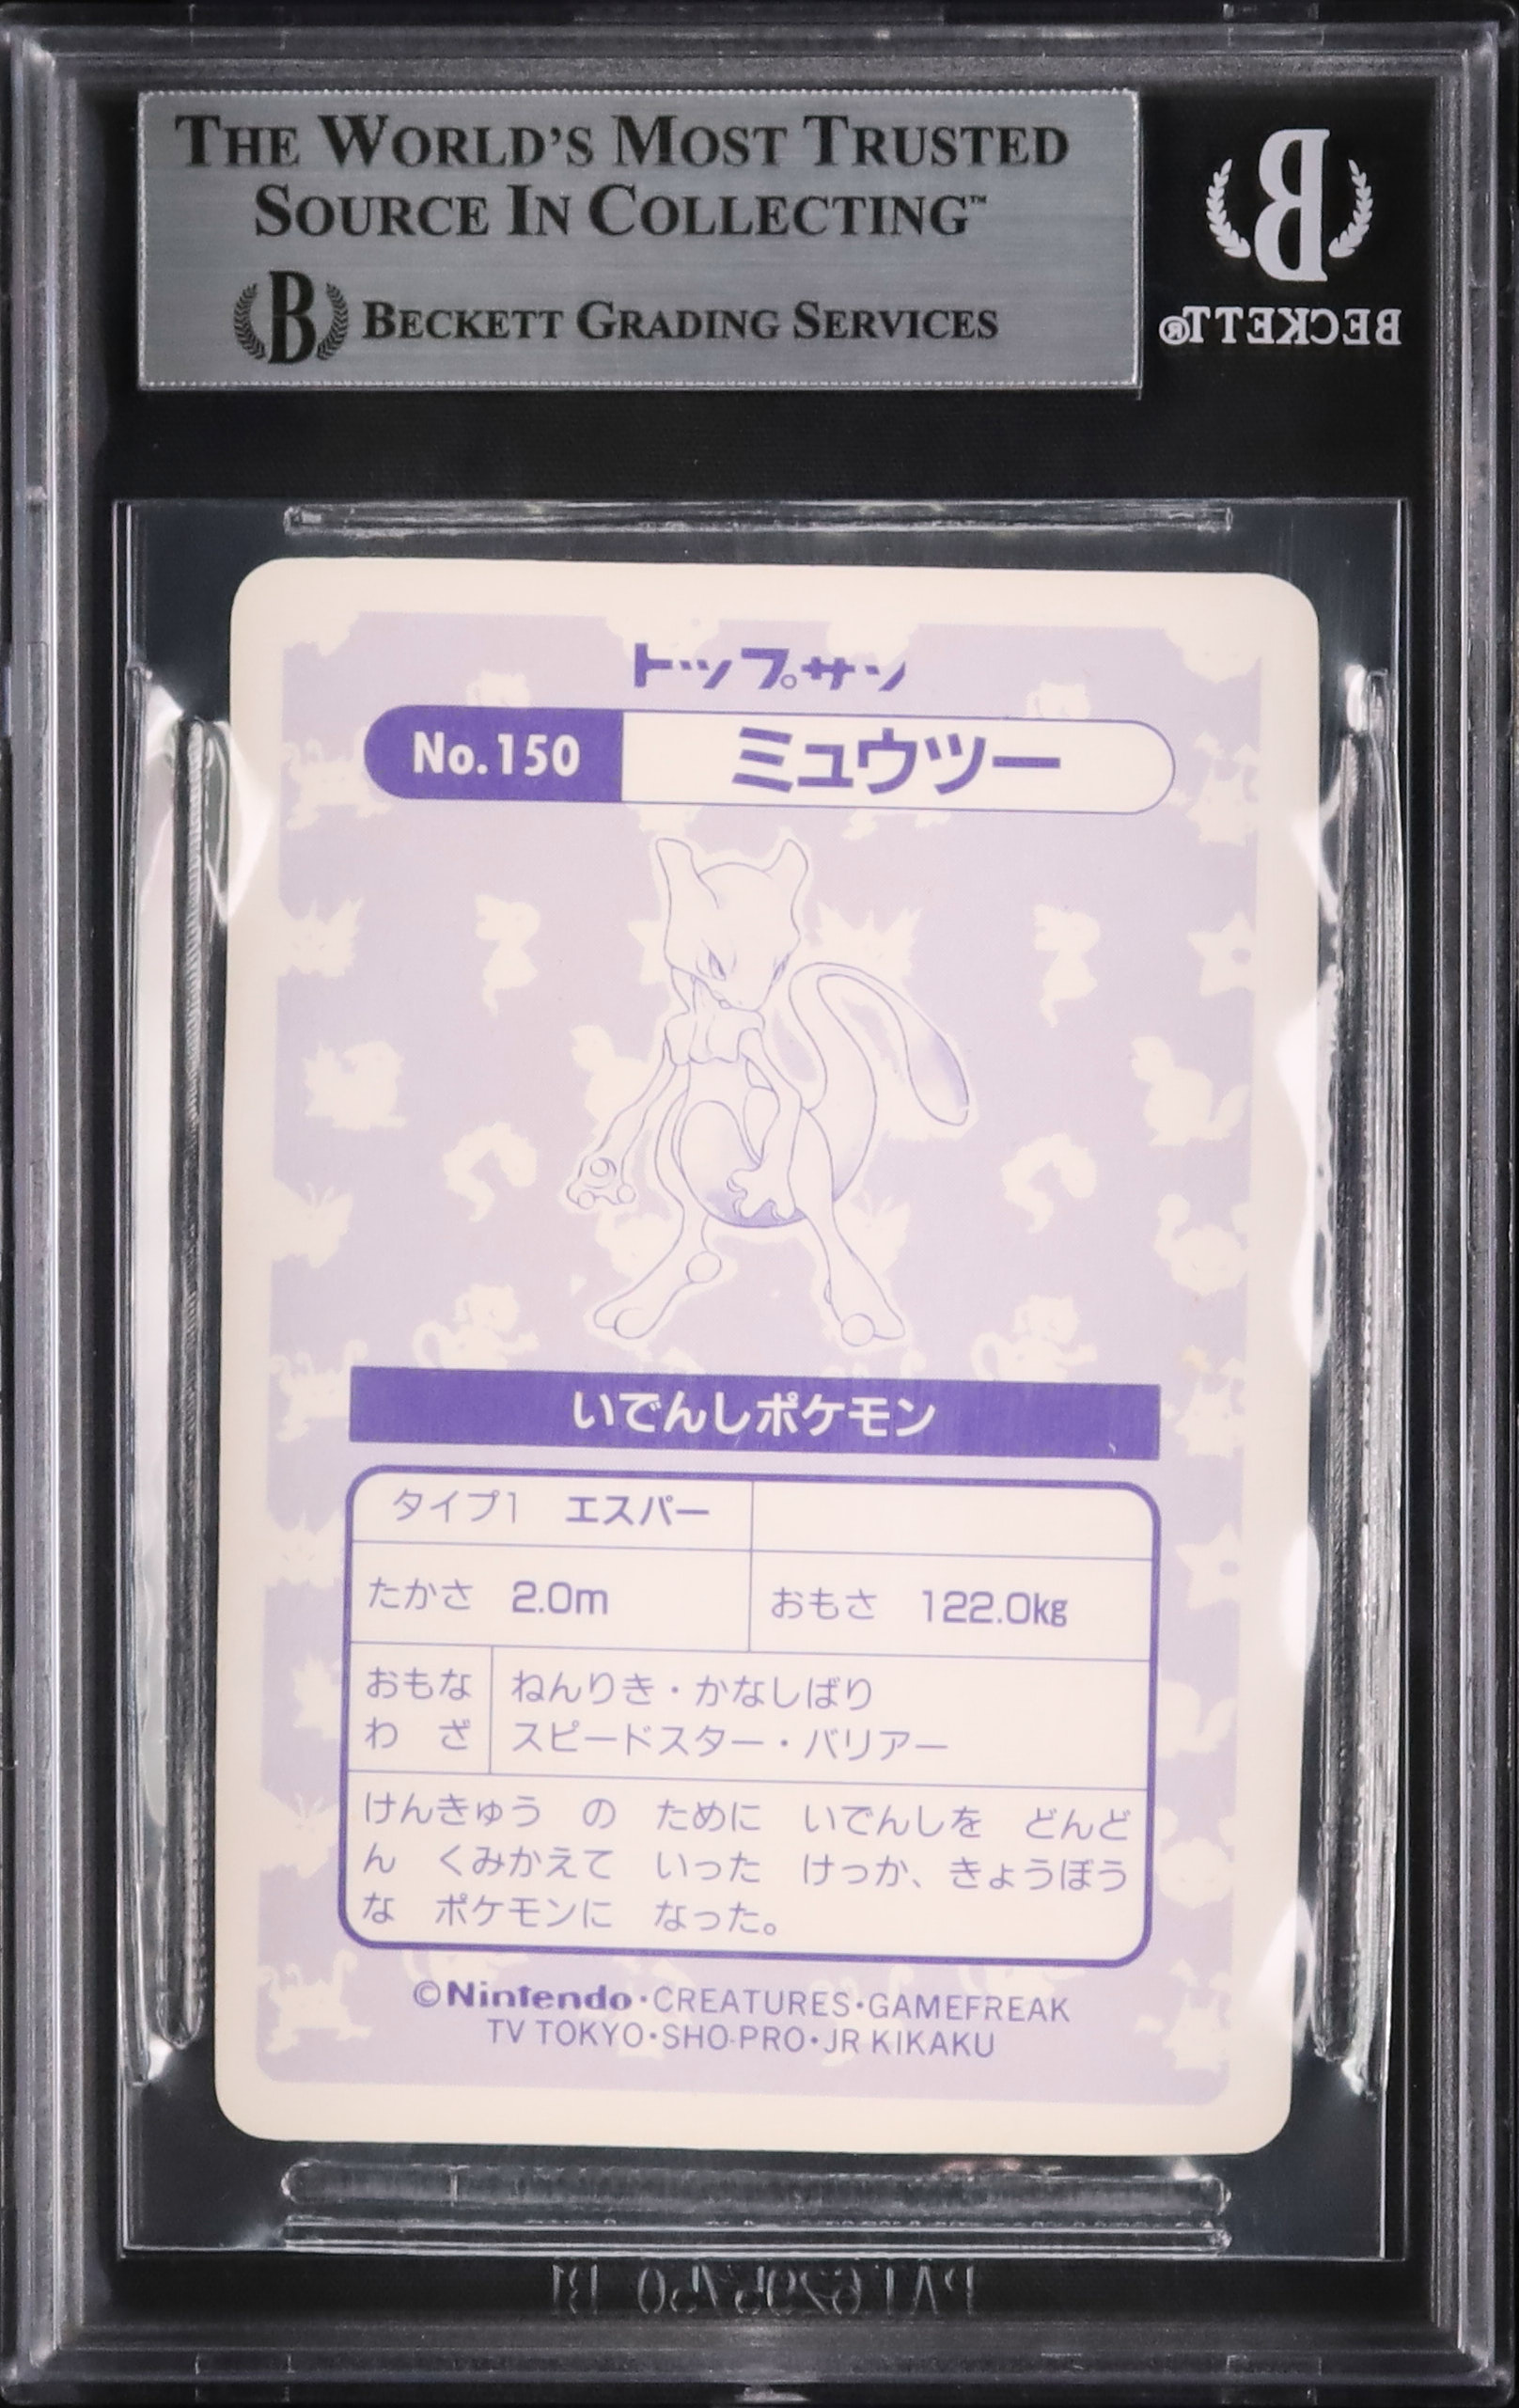 THE WORLD'S MOST TRUSTED
SOURCE IN COLLECTING™
B BECKETT GRADING SERVICES
B
BECKETT®
トップサン
No.150 ミュウツー
いでんしポケモン
タイプ1 エスパー
たかさ 2.0m おもさ 122.0kg
おもな ねんりき・かなしばり
わ ざ スピードスター・バリアー
けんきゅう の ために いでんしを どんど
ん くみかえて いった けっか、きょうぼう
な ポケモンに なった。
©Nintendo・CREATURES・GAMEFREAK
TV TOKYO・SHO-PRO・JR KIKAKU